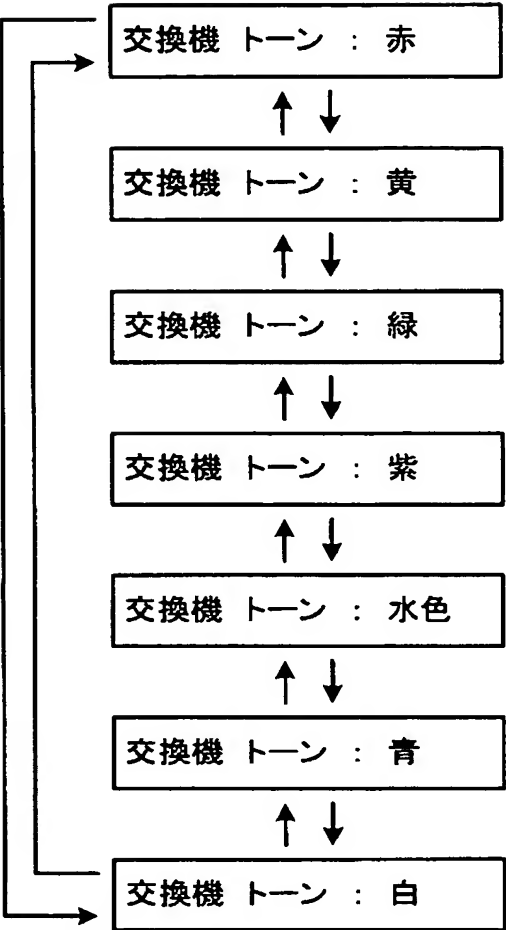 交換機 トーン : 赤
交換機 トーン : 黄
交換機 トーン : 緑
交換機 トーン : 紫
交換機 トーン : 水色
交換機 トーン : 青
交換機 トーン : 白